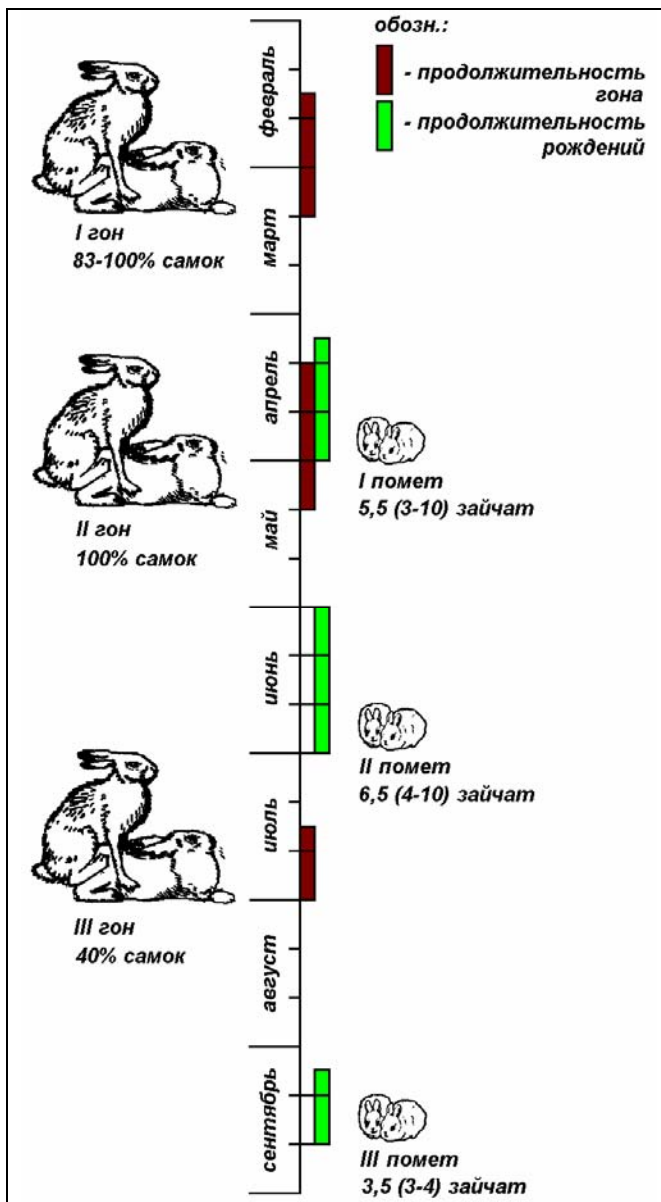 обозн.:
- продолжительность
гона
- продолжительность
рождений
февраль
I гон
83-100% самок
март
апрель
I помет
5,5 (3-10) зайчат
II гон
100% самок
май
июнь
II помет
6,5 (4-10) зайчат
июль
III гон
40% самок
август
сентябрь
III помет
3,5 (3-4) зайчат